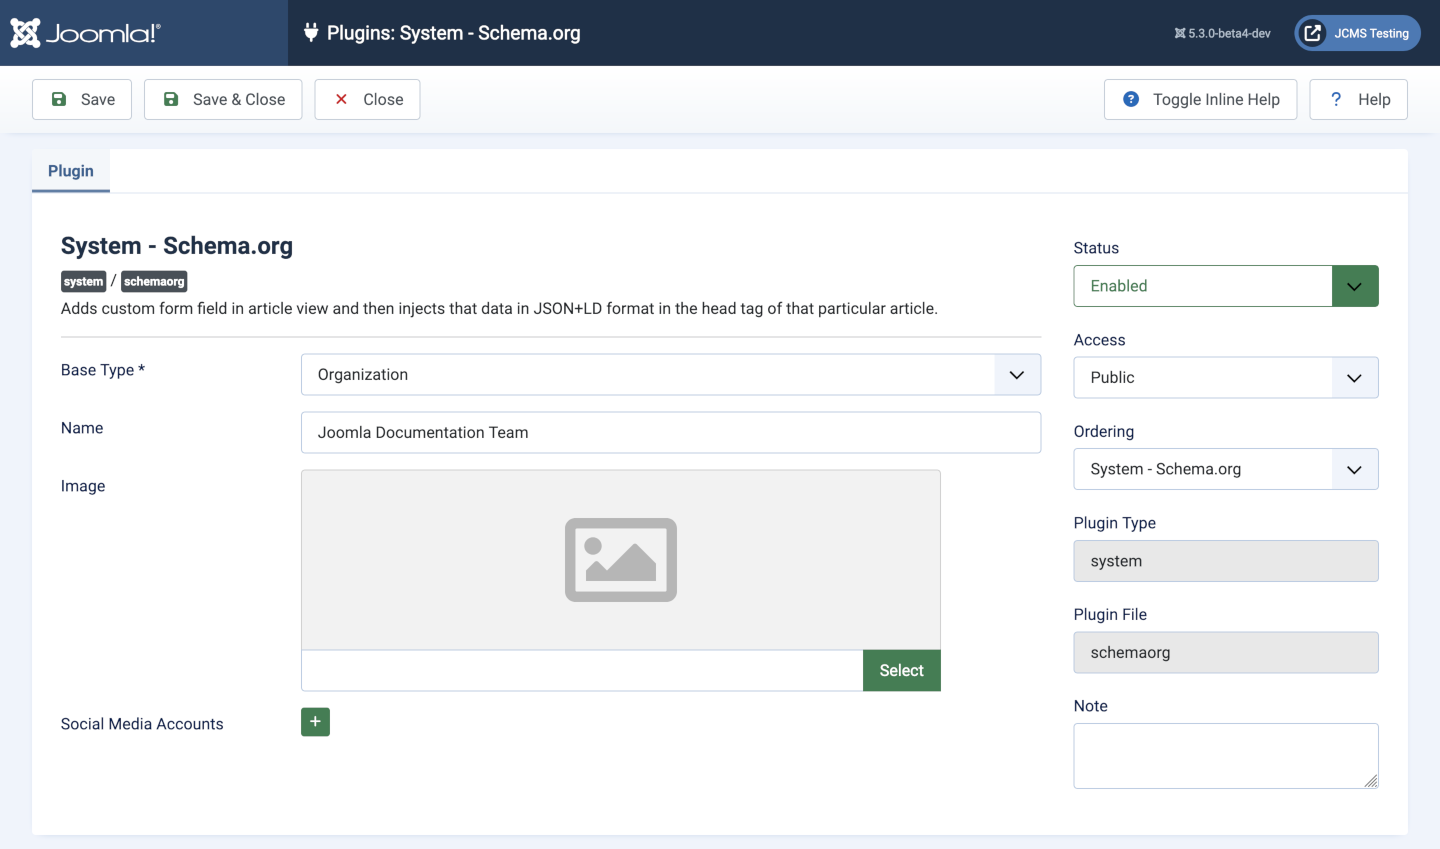 Joomla!®
Plugins: System - Schema.org
5.3.0-beta4-dev
JCMS Testing
Save
Save & Close
Close
Toggle Inline Help
? Help
Plugin
System - Schema.org
system / schemaorg
Adds custom form field in article view and then injects that data in JSON+LD format in the head tag of that particular article.
Base Type *
Organization
Name
Joomla Documentation Team
Image
Select
Social Media Accounts
+
Status
Enabled
Access
Public
Ordering
System - Schema.org
Plugin Type
system
Plugin File
schemaorg
Note